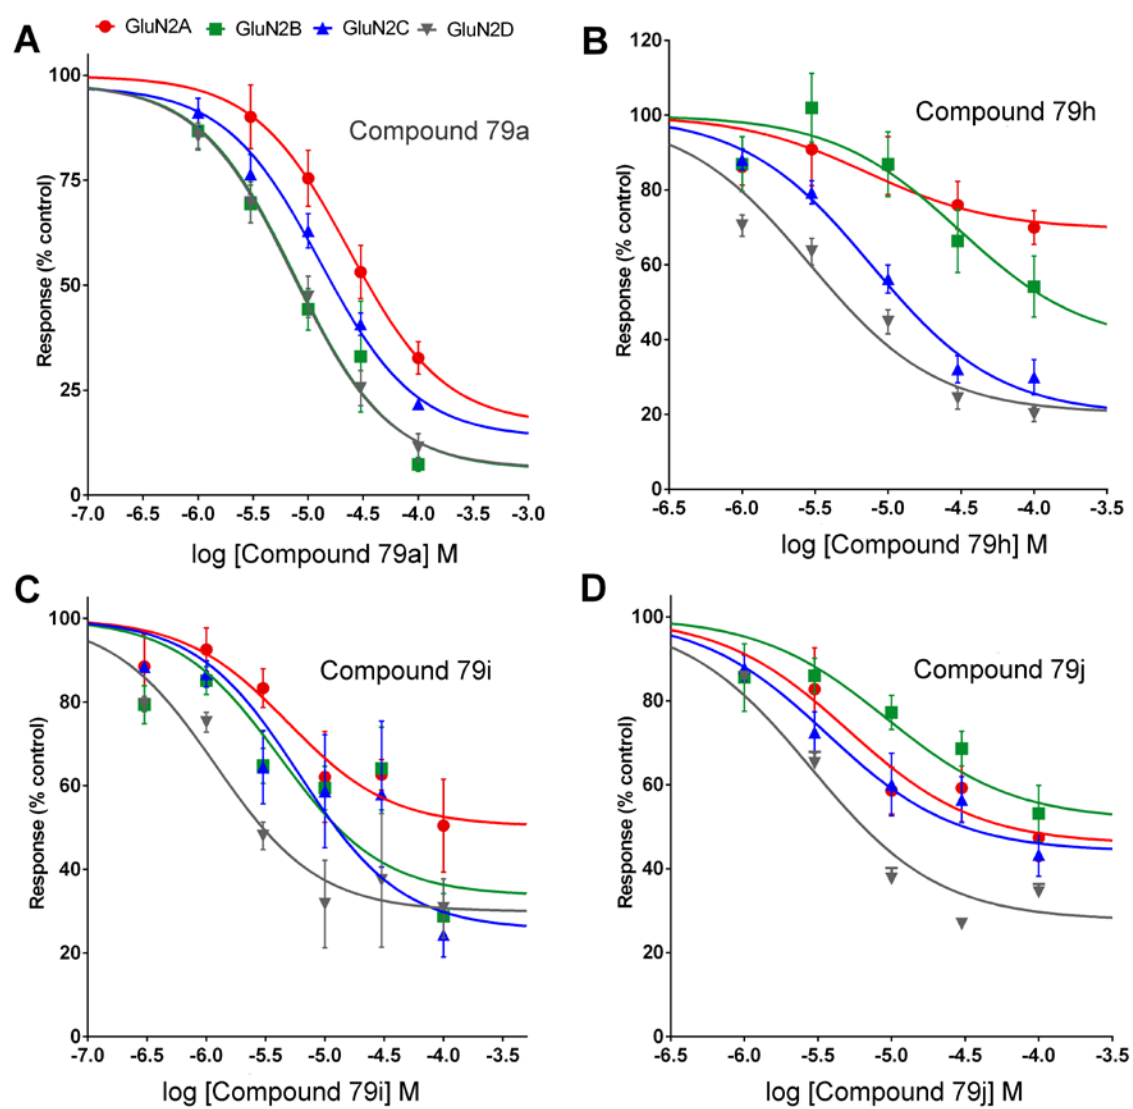 A
GluN2A GluN2B GluN2C GluN2D
Compound 79a
Response (% control)
100
75
50
25
0
-7.0 -6.5 -6.0 -5.5 -5.0 -4.5 -4.0 -3.5 -3.0
log [Compound 79a] M
B
Compound 79h
Response (% control)
120
100
80
60
40
20
0
-6.5 -6.0 -5.5 -5.0 -4.5 -4.0 -3.5
log [Compound 79h] M
C
Compound 79i
Response (% control)
100
80
60
40
20
0
-7.0 -6.5 -6.0 -5.5 -5.0 -4.5 -4.0 -3.5
log [Compound 79i] M
D
Compound 79j
Response (% control)
100
80
60
40
20
0
-6.5 -6.0 -5.5 -5.0 -4.5 -4.0 -3.5
log [Compound 79j] M